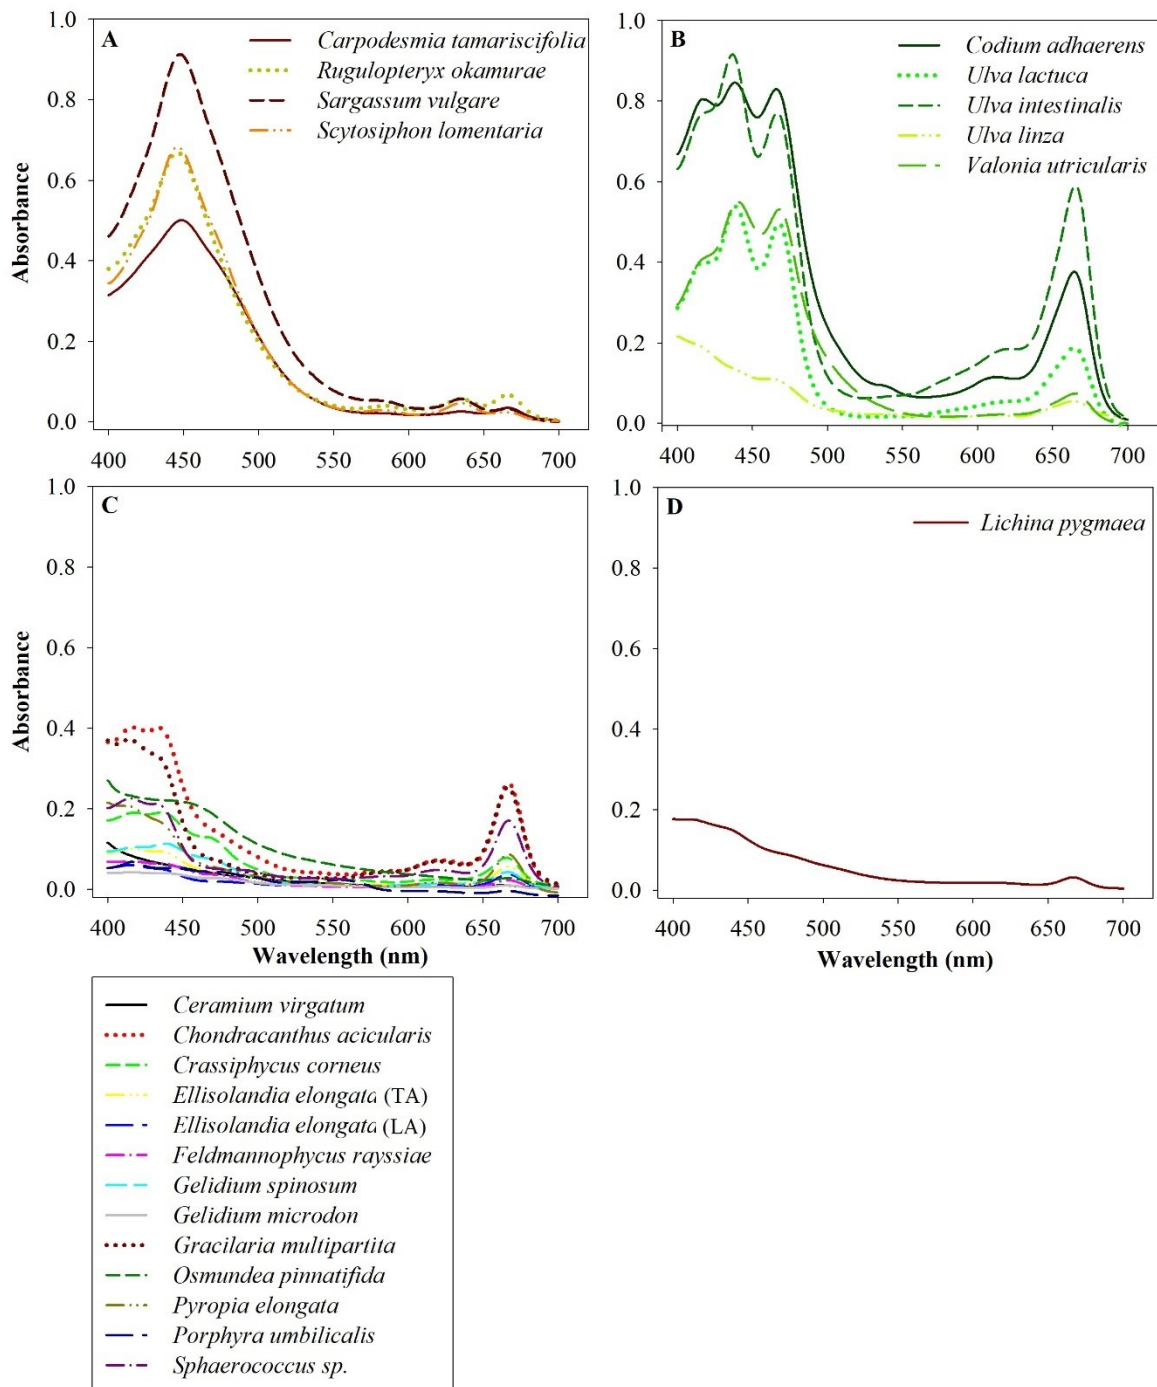 A
Carpodesmia tamariscifolia
Rugulopteryx okamurae
Sargassum vulgare
Scytosiphon lomentaria
1.0
0.8
0.6
0.4
0.2
0.0
Absorbance
400 450 500 550 600 650 700
B
Codium adhaerens
Ulva lactuca
Ulva intestinalis
Ulva linza
Valonia utricularis
1.0
0.8
0.6
0.4
0.2
0.0
400 450 500 550 600 650 700
C
1.0
0.8
0.6
0.4
0.2
0.0
Absorbance
400 450 500 550 600 650 700
Wavelength (nm)
D
Lichina pygmaea
1.0
0.8
0.6
0.4
0.2
0.0
400 450 500 550 600 650 700
Wavelength (nm)
Ceramium virgatum
Chondracanthus acicularis
Crassiphycus corneus
Ellisolandia elongata (TA)
Ellisolandia elongata (LA)
Feldmannophycus rayssiae
Gelidium spinosum
Gelidium microdon
Gracilaria multipartita
Osmundea pinnatifida
Pyropia elongata
Porphyra umbilicalis
Sphaerococcus sp.